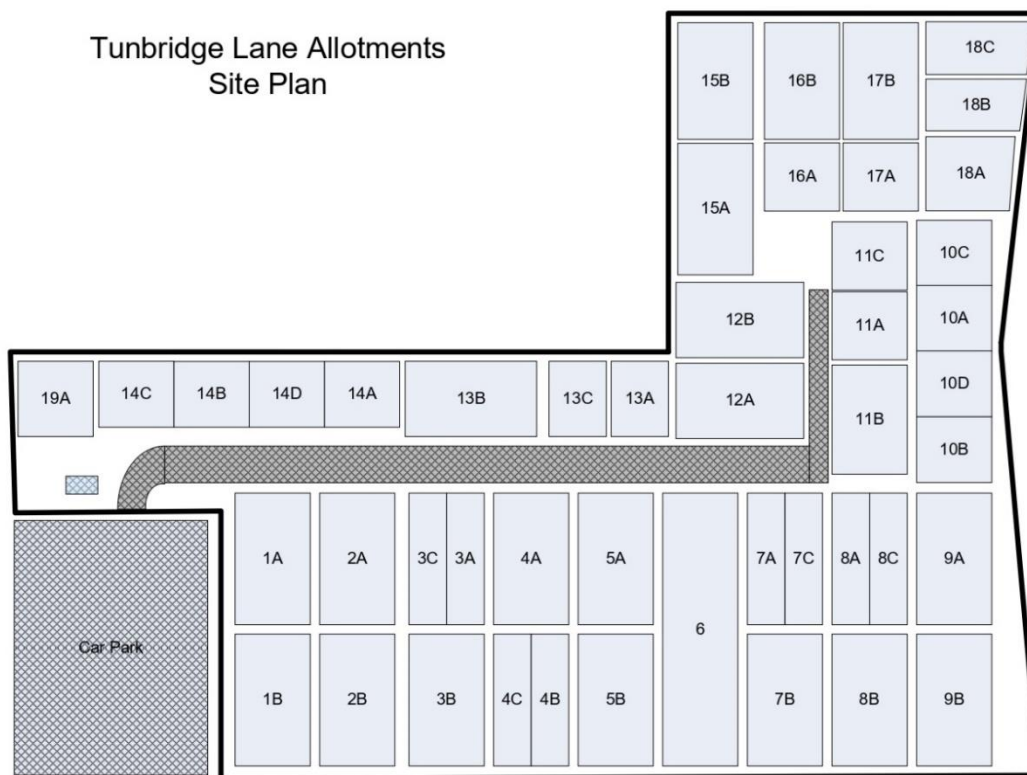 Tunbridge Lane Allotments
Site Plan
15B
16B
17B
18C
18B
18A
15A
16A
17A
11C
10C
12B
11A
10A
19A
14C
14B
14D
14A
13B
13C
13A
12A
11B
10D
10B
1A
2A
3C
3A
4A
5A
6
7A
7C
8A
8C
9A
Car Park
1B
2B
3B
4C
4B
5B
7B
8B
9B